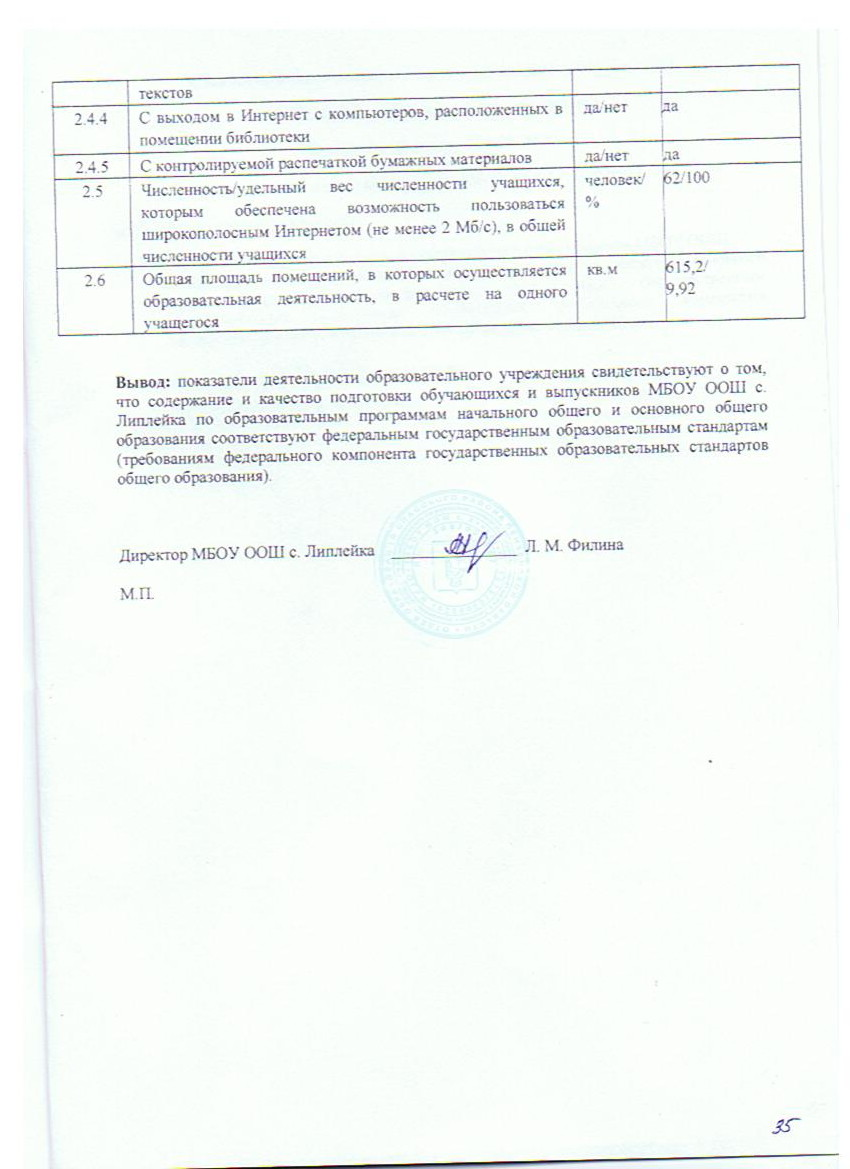 текстов
2.4.4 С выходом в Интернет с компьютеров, расположенных в да/нет да
помещении библиотеки
2.4.5 С контролируемой распечаткой бумажных материалов да/нет да
2.5 Численность/удельный вес численности учащихся, человек/ 62/100
которым обеспечена возможность пользоваться %
широкополосным Интернетом (не менее 2 Мб/с), в общей
численности учащихся
2.6 Общая площадь помещений, в которых осуществляется кв.м 615,2/
образовательная деятельность, в расчете на одного 9,92
учащегося
Вывод: показатели деятельности образовательного учреждения свидетельствуют о том,
что содержание и качество подготовки обучающихся и выпускников МБОУ ООШ с.
Липлейка по образовательным программам начального общего и основного общего
образования соответствуют федеральным государственным образовательным стандартам
(требованиям федерального компонента государственных образовательных стандартов
общего образования).
Директор МБОУ ООШ с. Липлейка Л. М. Филина
М.П.
35